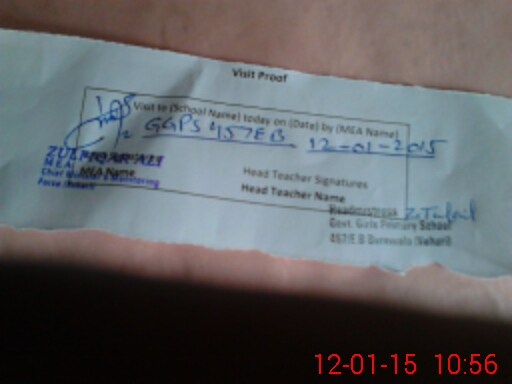 Visit Proof
Visit to (School Name) today on (Date) by (MEA Name)
GGPS 457EB 12-01-2015
ZULFIQAR ALI
M.E.A
MEA Name
Head Teacher Signatures
Head Teacher Name
Headmistress
Govt. Girls Primary School
457/E.B Burewala (Vehari)
12-01-15 10:56